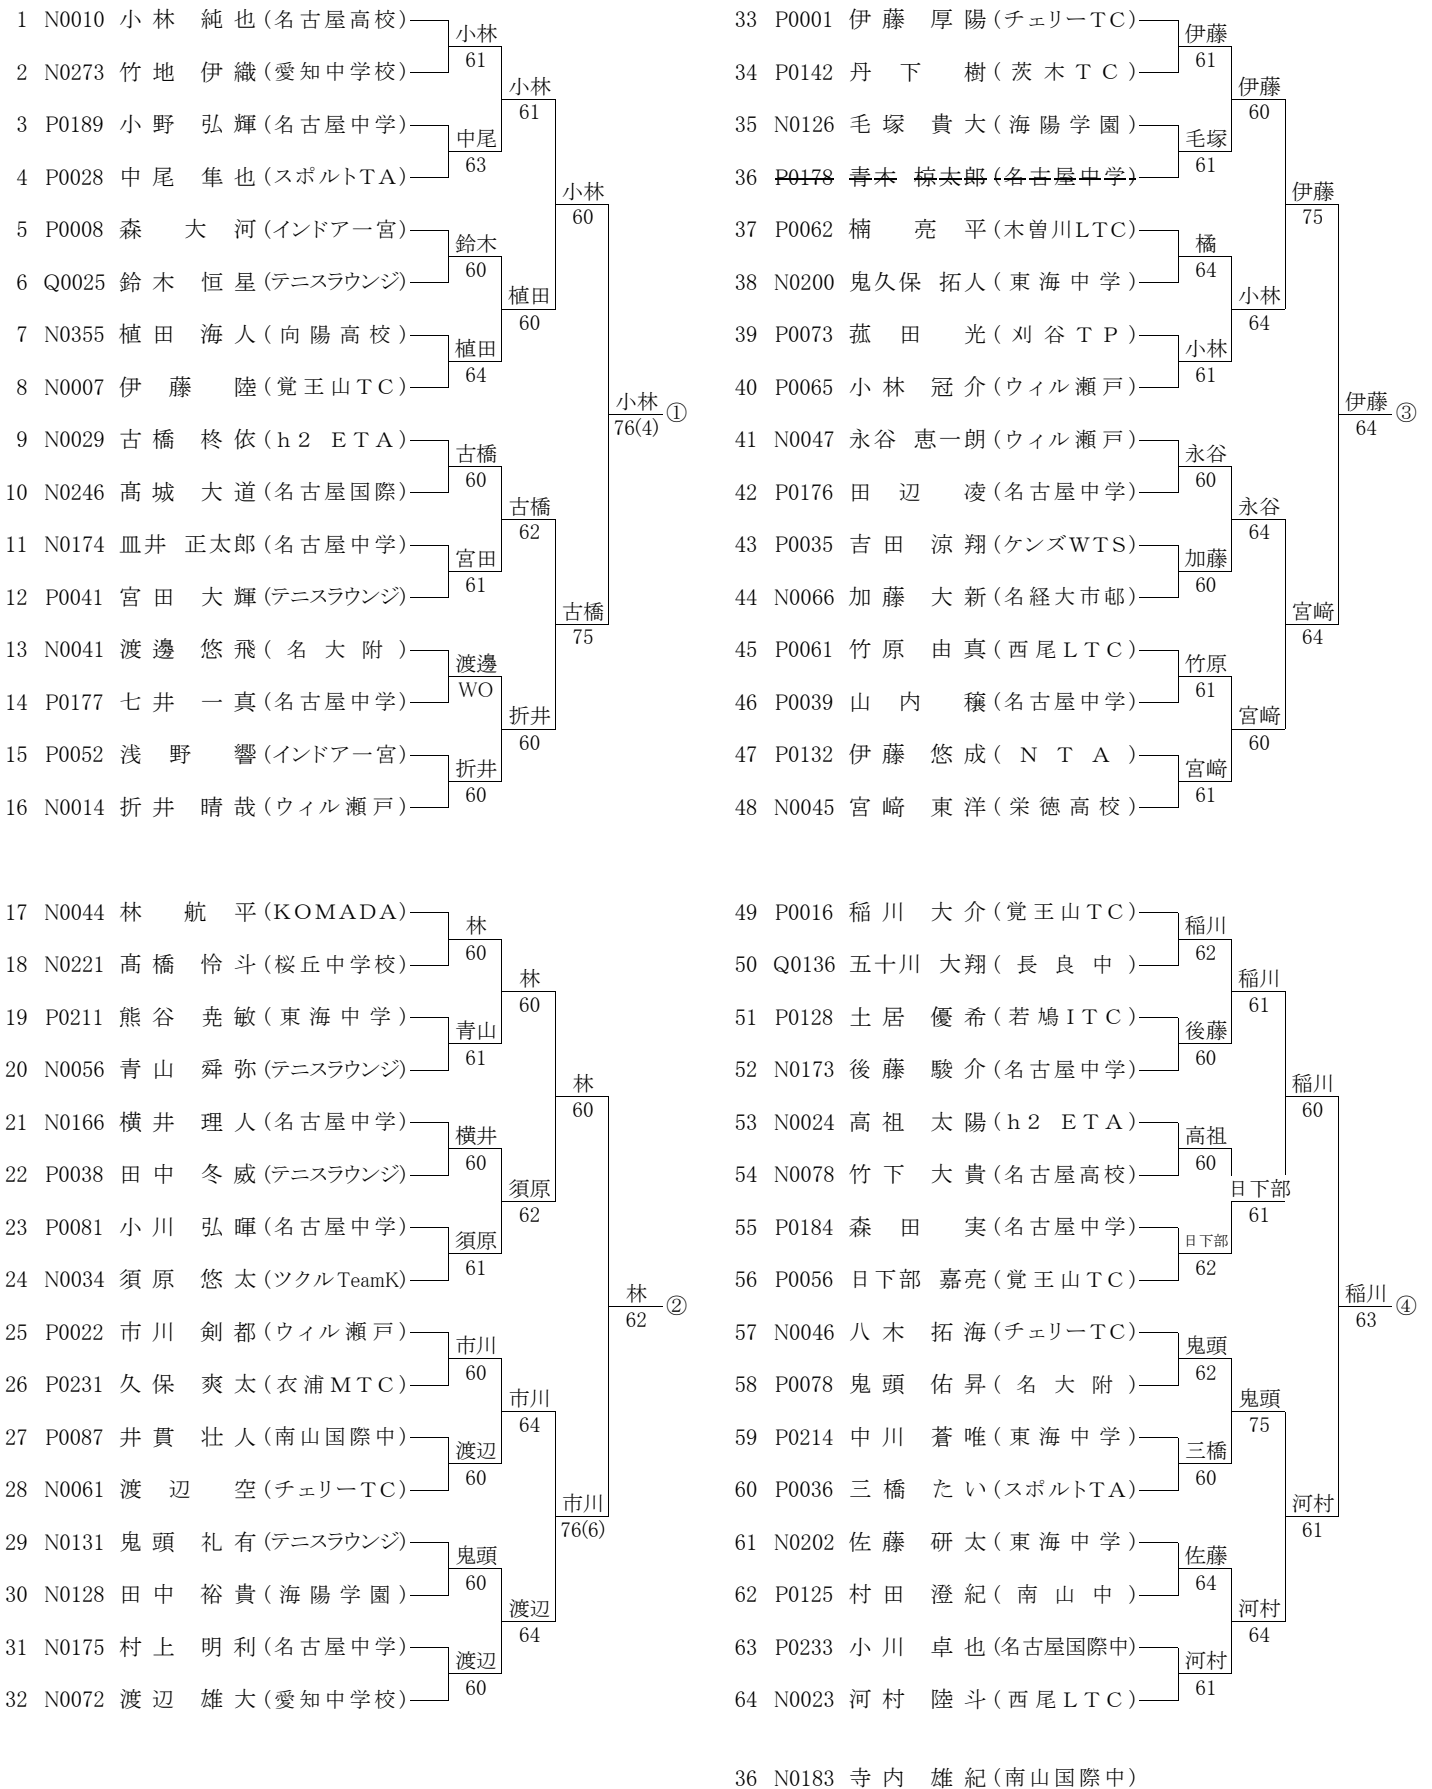 1 N0010 小林 純也 (名古屋高校)
小林
61
2 N0273 竹地 伊織 (愛知中学校)
小林
61
3 P0189 小野 弘輝 (名古屋中学)
中尾
63
4 P0028 中尾 隼也 (スポルトTA)
小林
60
5 P0008 森 大河 (インドア一宮)
鈴木
60
6 Q0025 鈴木 恒星 (テニスラウンジ)
植田
60
7 N0355 植田 海人 (向陽高校)
植田
64
8 N0007 伊藤 陸 (覚王山TC)
小林 ①
76(4)
9 N0029 古橋 柊依 (h2 ETA)
古橋
60
10 N0246 髙城 大道 (名古屋国際)
古橋
62
11 N0174 皿井 正太郎 (名古屋中学)
宮田
61
12 P0041 宮田 大輝 (テニスラウンジ)
古橋
75
13 N0041 渡邊 悠飛 (名大附)
渡邊
WO
14 P0177 七井 一真 (名古屋中学)
折井
60
15 P0052 浅野 響 (インドア一宮)
折井
60
16 N0014 折井 晴哉 (ウィル瀬戸)
17 N0044 林 航平 (KOMADA)
林
60
18 N0221 髙橋 怜斗 (桜丘中学校)
林
60
19 P0211 熊谷 尭敏 (東海中学)
青山
61
20 N0056 青山 舜弥 (テニスラウンジ)
林
60
21 N0166 横井 理人 (名古屋中学)
横井
60
22 P0038 田中 冬威 (テニスラウンジ)
須原
62
23 P0081 小川 弘暉 (名古屋中学)
須原
61
24 N0034 須原 悠太 (ツクルTeamK)
林 ②
62
25 P0022 市川 剣都 (ウィル瀬戸)
市川
60
26 P0231 久保 爽太 (衣浦MTC)
市川
64
27 P0087 井貫 壮人 (南山国際中)
渡辺
60
28 N0061 渡辺 空 (チェリーTC)
市川
76(6)
29 N0131 鬼頭 礼有 (テニスラウンジ)
鬼頭
60
30 N0128 田中 裕貴 (海陽学園)
渡辺
64
31 N0175 村上 明利 (名古屋中学)
渡辺
60
32 N0072 渡辺 雄大 (愛知中学校)
33 P0001 伊藤 厚陽 (チェリーTC)
伊藤
61
34 P0142 丹下 樹 (茨木TC)
伊藤
60
35 N0126 毛塚 貴大 (海陽学園)
毛塚
61
36 P0178 青木 椋太郎 (名古屋中学)
伊藤
75
37 P0062 楠 亮平 (木曽川LTC)
橘
64
38 N0200 鬼久保 拓人 (東海中学)
小林
64
39 P0073 菰田 光 (刈谷TP)
小林
61
40 P0065 小林 冠介 (ウィル瀬戸)
伊藤 ③
64
41 N0047 永谷 恵一朗 (ウィル瀬戸)
永谷
60
42 P0176 田辺 凌 (名古屋中学)
永谷
64
43 P0035 吉田 涼翔 (ケンズWTS)
加藤
60
44 N0066 加藤 大新 (名経大市邨)
宮﨑
64
45 P0061 竹原 由真 (西尾LTC)
竹原
61
46 P0039 山内 穣 (名古屋中学)
宮﨑
60
47 P0132 伊藤 悠成 (NTA)
宮﨑
61
48 N0045 宮﨑 東洋 (栄徳高校)
49 P0016 稲川 大介 (覚王山TC)
稲川
62
50 Q0136 五十川 大翔 (長良中)
稲川
61
51 P0128 土居 優希 (若鳩ITC)
後藤
60
52 N0173 後藤 駿介 (名古屋中学)
稲川
60
53 N0024 高祖 太陽 (h2 ETA)
高祖
60
54 N0078 竹下 大貴 (名古屋高校)
日下部
61
55 P0184 森田 実 (名古屋中学)
日下部
62
56 P0056 日下部 嘉亮 (覚王山TC)
稲川 ④
63
57 N0046 八木 拓海 (チェリーTC)
鬼頭
62
58 P0078 鬼頭 佑昇 (名大附)
鬼頭
75
59 P0214 中川 蒼唯 (東海中学)
三橋
60
60 P0036 三橋 たい (スポルトTA)
河村
61
61 N0202 佐藤 研太 (東海中学)
佐藤
64
62 P0125 村田 澄紀 (南山中)
河村
64
63 P0233 小川 卓也 (名古屋国際中)
河村
61
64 N0023 河村 陸斗 (西尾LTC)
36 N0183 寺内 雄紀 (南山国際中)